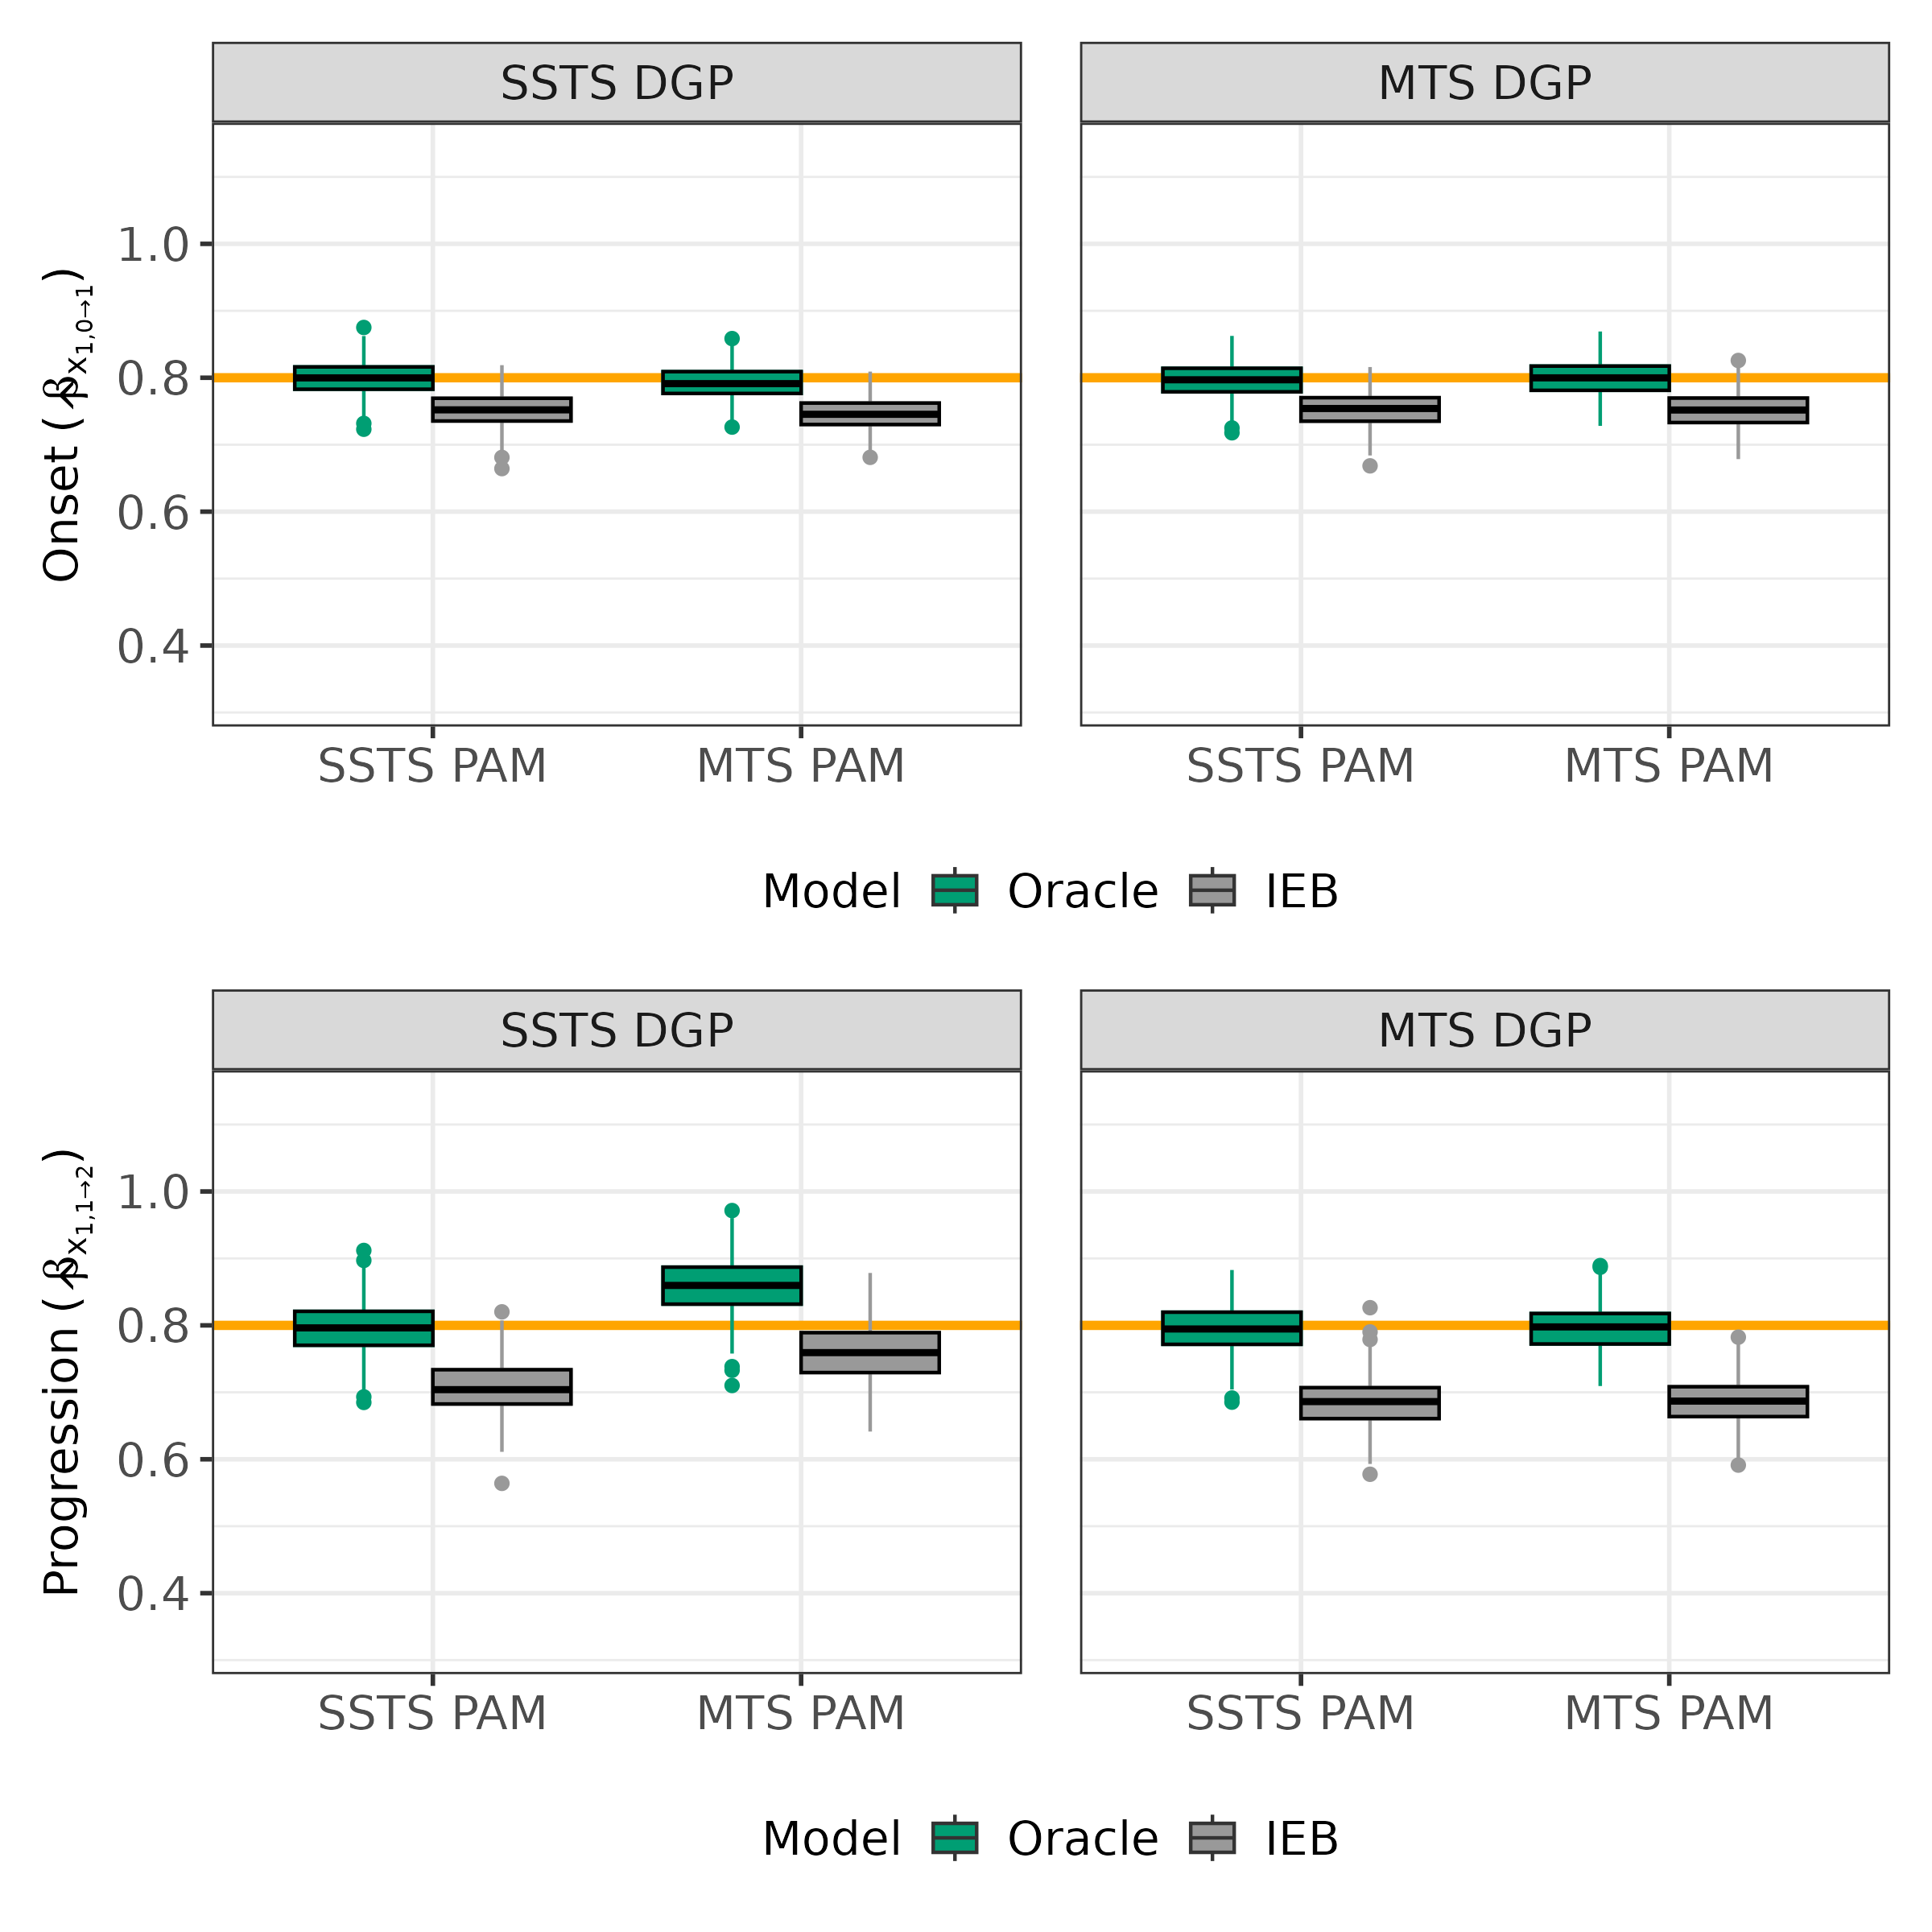 SSTS DGP
MTS DGP
Onset ( β̂x₁,₀→₁)
1.0
0.8
0.6
0.4
SSTS PAM
MTS PAM
SSTS PAM
MTS PAM
Model Oracle IEB
SSTS DGP
MTS DGP
Progression ( β̂x₁,₁→₂)
1.0
0.8
0.6
0.4
SSTS PAM
MTS PAM
SSTS PAM
MTS PAM
Model Oracle IEB